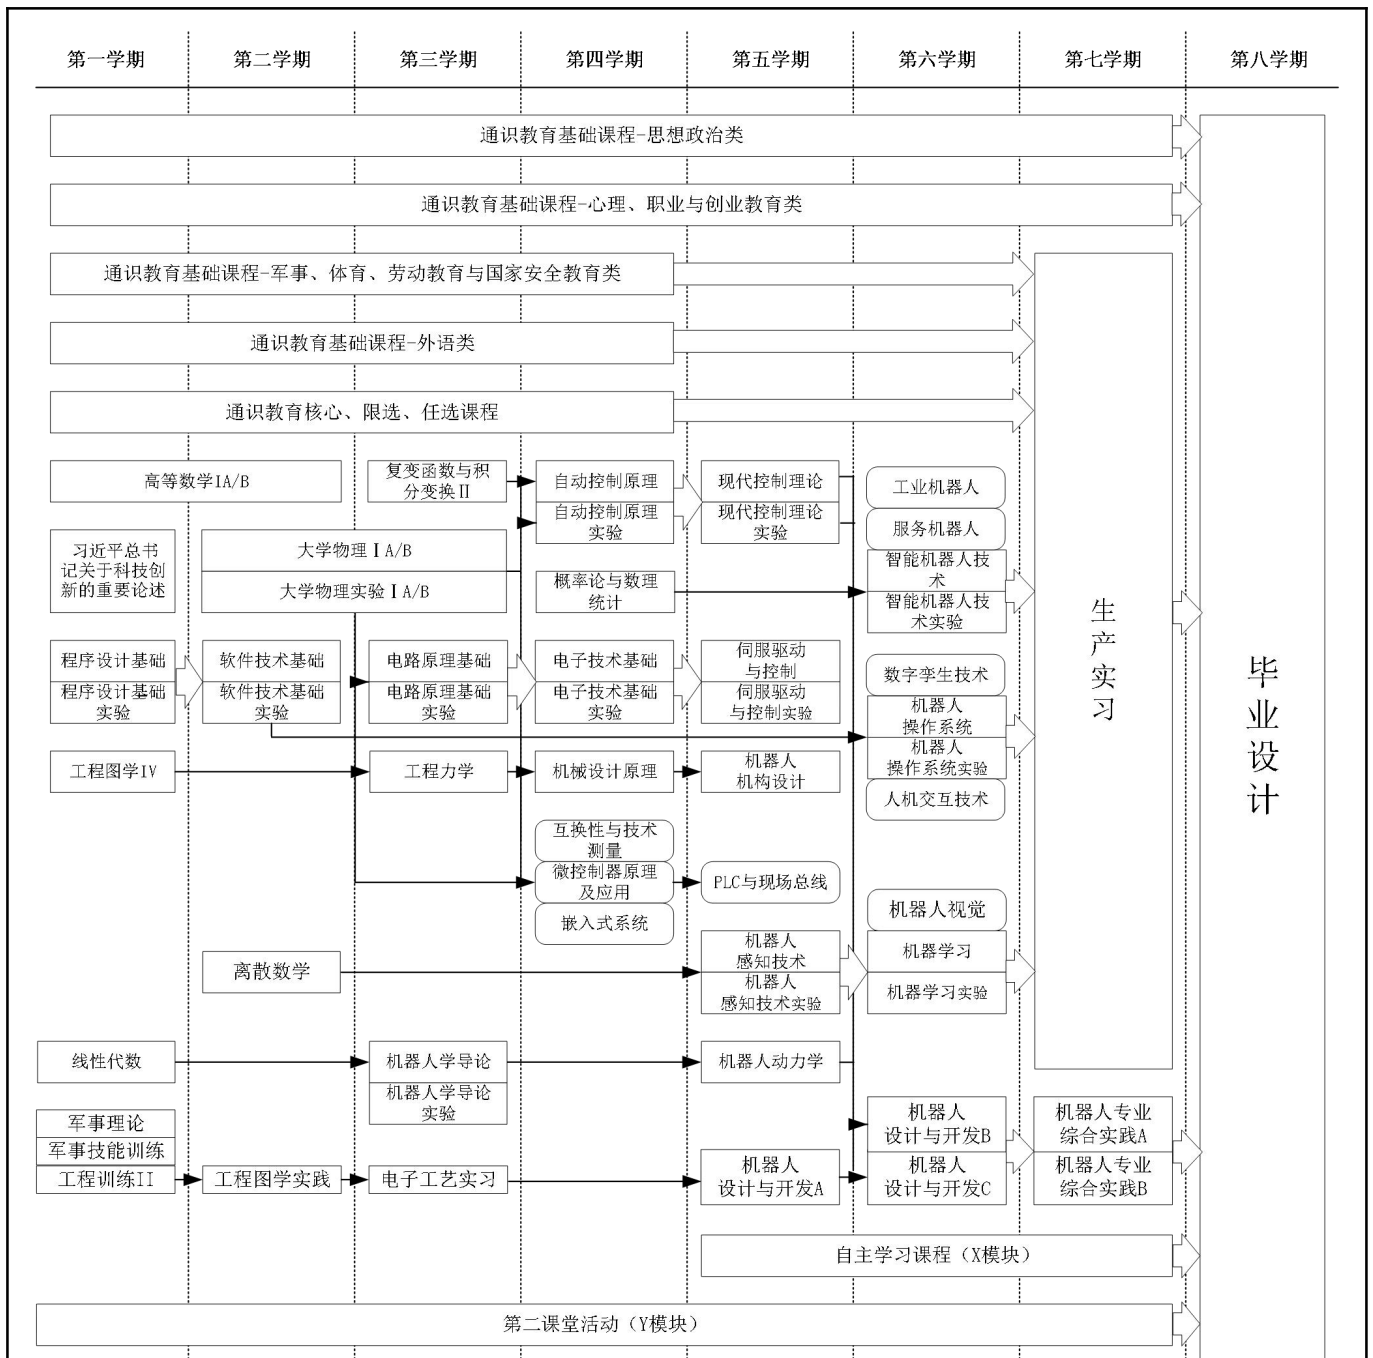 第一学期
第二学期
第三学期
第四学期
第五学期
第六学期
第七学期
第八学期
通识教育基础课程-思想政治类
通识教育基础课程-心理、职业与创业教育类
通识教育基础课程-军事、体育、劳动教育与国家安全教育类
通识教育基础课程-外语类
通识教育核心、限选、任选课程
高等数学IA/B
复变函数与积
分变换Ⅱ
自动控制原理
自动控制原理
实验
现代控制理论
现代控制理论
实验
工业机器人
服务机器人
智能机器人技
术
智能机器人技
术实验
习近平总书
记关于科技创
新的重要论述
大学物理ⅠA/B
大学物理实验ⅠA/B
概率论与数理
统计
生产实习
毕业设计
程序设计基础
程序设计基础
实验
软件技术基础
软件技术基础
实验
电路原理基础
电路原理基础
实验
电子技术基础
电子技术基础
实验
伺服驱动
与控制
伺服驱动
与控制实验
数字孪生技术
机器人
操作系统
机器人
操作系统实验
人机交互技术
工程图学IV
工程力学
机械设计原理
机器人
机构设计
互换性与技术
测量
微控制器原理
及应用
嵌入式系统
PLC与现场总线
机器人视觉
机器学习
机器学习实验
离散数学
机器人
感知技术
机器人
感知技术实验
线性代数
机器人学导论
机器人学导论
实验
机器人动力学
军事理论
军事技能训练
工程训练II
工程图学实践
电子工艺实习
机器人
设计与开发A
机器人
设计与开发B
机器人
设计与开发C
机器人专业
综合实践A
机器人专业
综合实践B
自主学习课程（X模块）
第二课堂活动（Y模块）